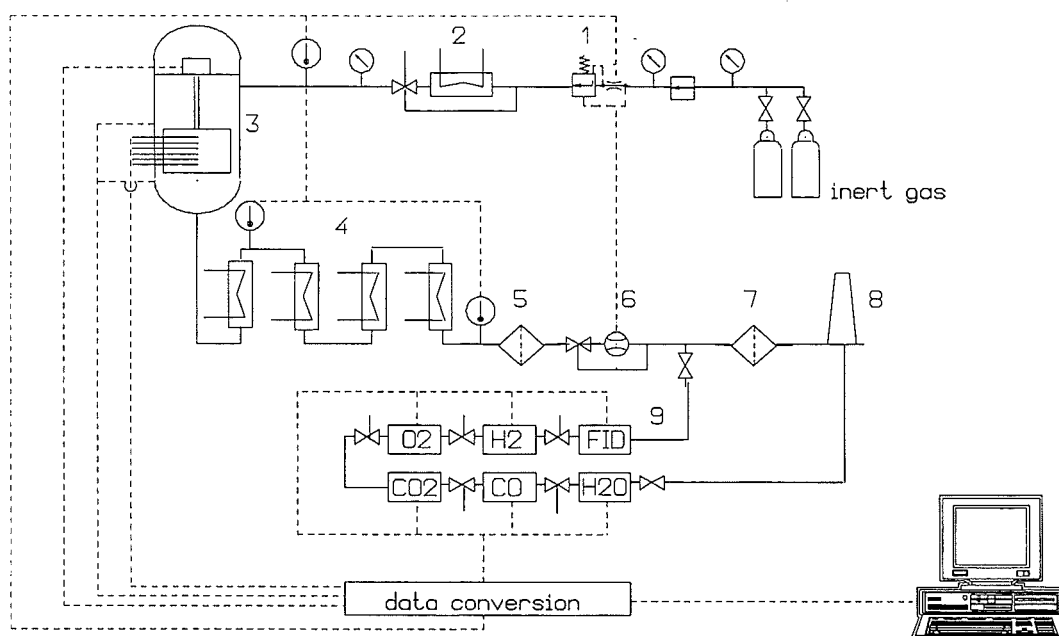 2
1
3
inert gas
4
5
6
7
8
9
O2
H2
FID
CO2
CO
H2O
data conversion